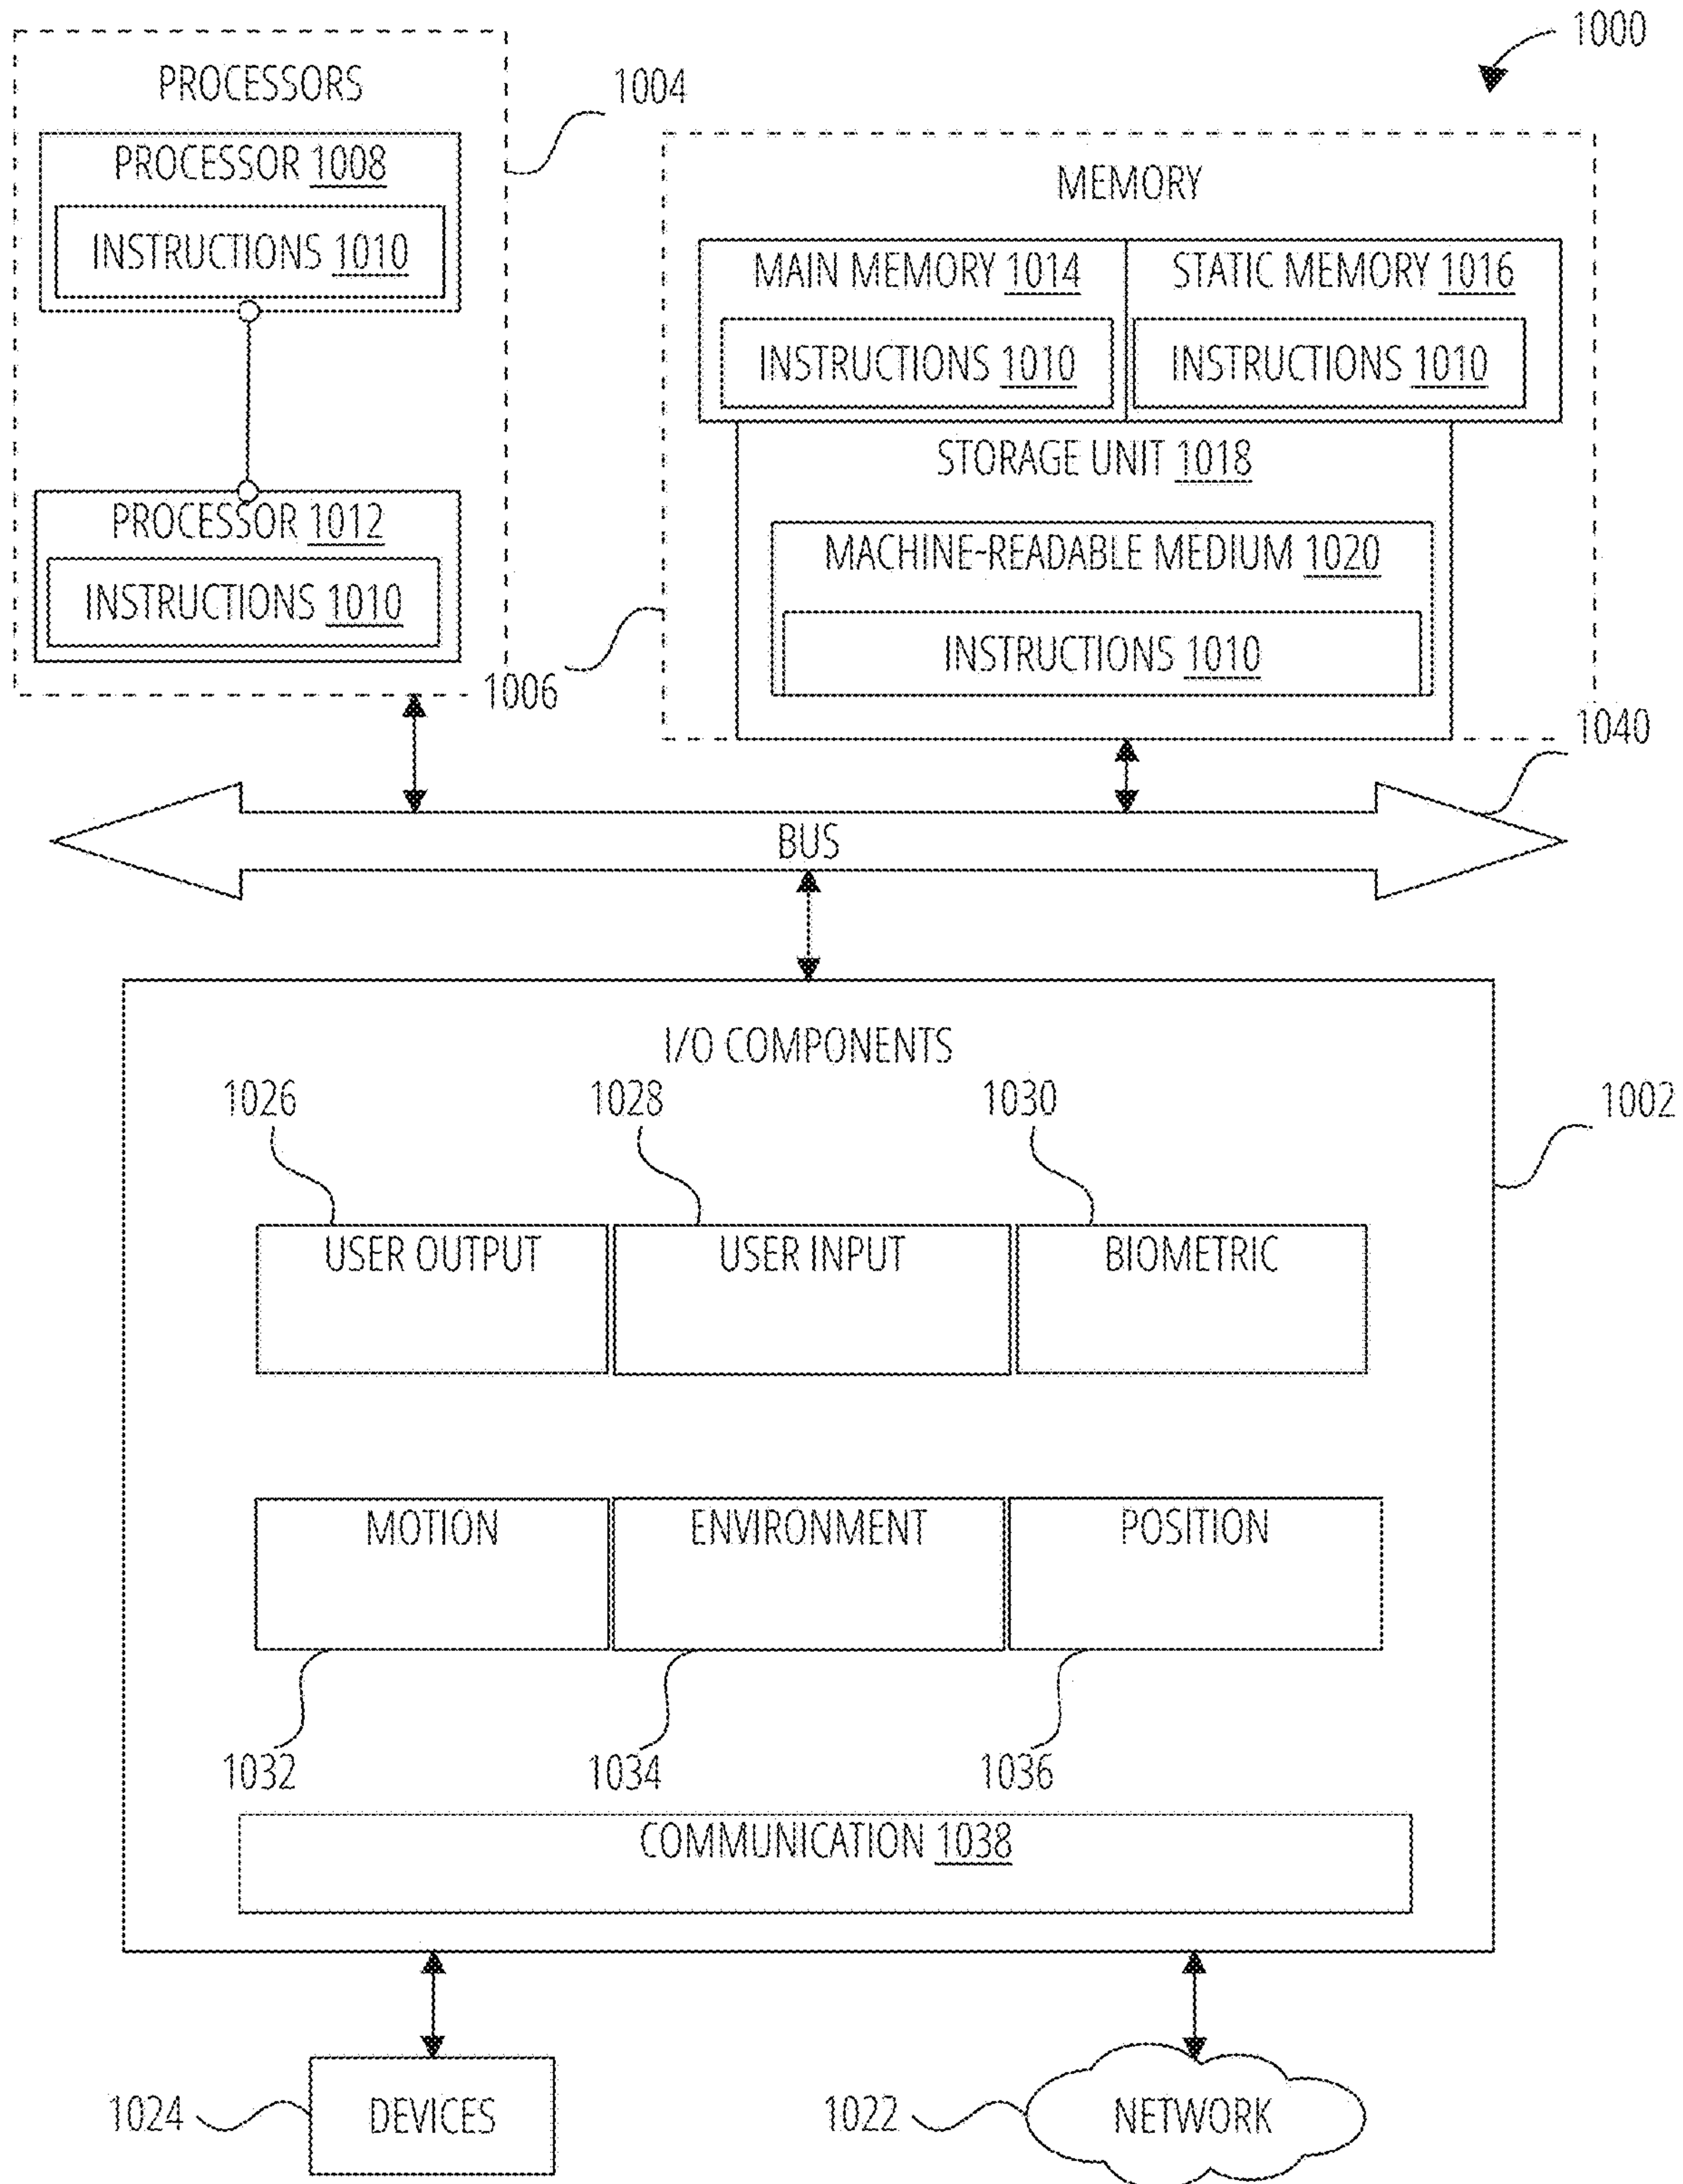 1000
PROCESSORS
1004
PROCESSOR 1008
INSTRUCTIONS 1010
PROCESSOR 1012
INSTRUCTIONS 1010
1006
MEMORY
MAIN MEMORY 1014
INSTRUCTIONS 1010
STATIC MEMORY 1016
INSTRUCTIONS 1010
STORAGE UNIT 1018
MACHINE-READABLE MEDIUM 1020
INSTRUCTIONS 1010
1040
BUS
I/O COMPONENTS
1002
1026
1028
1030
USER OUTPUT
USER INPUT
BIOMETRIC
MOTION
ENVIRONMENT
POSITION
1032
1034
1036
COMMUNICATION 1038
1024
DEVICES
1022
NETWORK